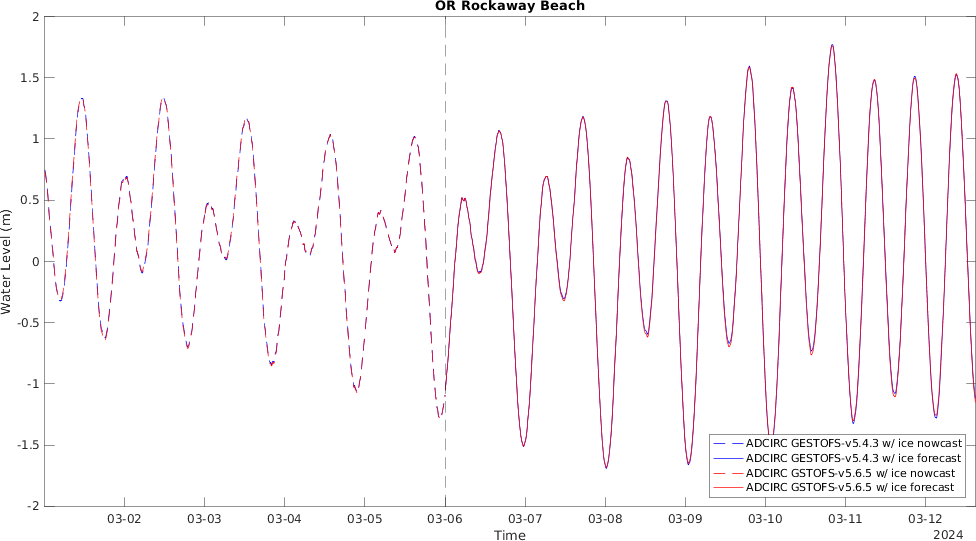 OR Rockaway Beach
2
1.5
1
0.5
0
-0.5
-1
-1.5
-2
Water Level (m)
ADCIRC GESTOFS-v5.4.3 w/ ice nowcast
ADCIRC GESTOFS-v5.4.3 w/ ice forecast
ADCIRC GSTOFS-v5.6.5 w/ ice nowcast
ADCIRC GSTOFS-v5.6.5 w/ ice forecast
03-02 03-03 03-04 03-05 03-06 03-07 03-08 03-09 03-10 03-11 03-12
Time
2024